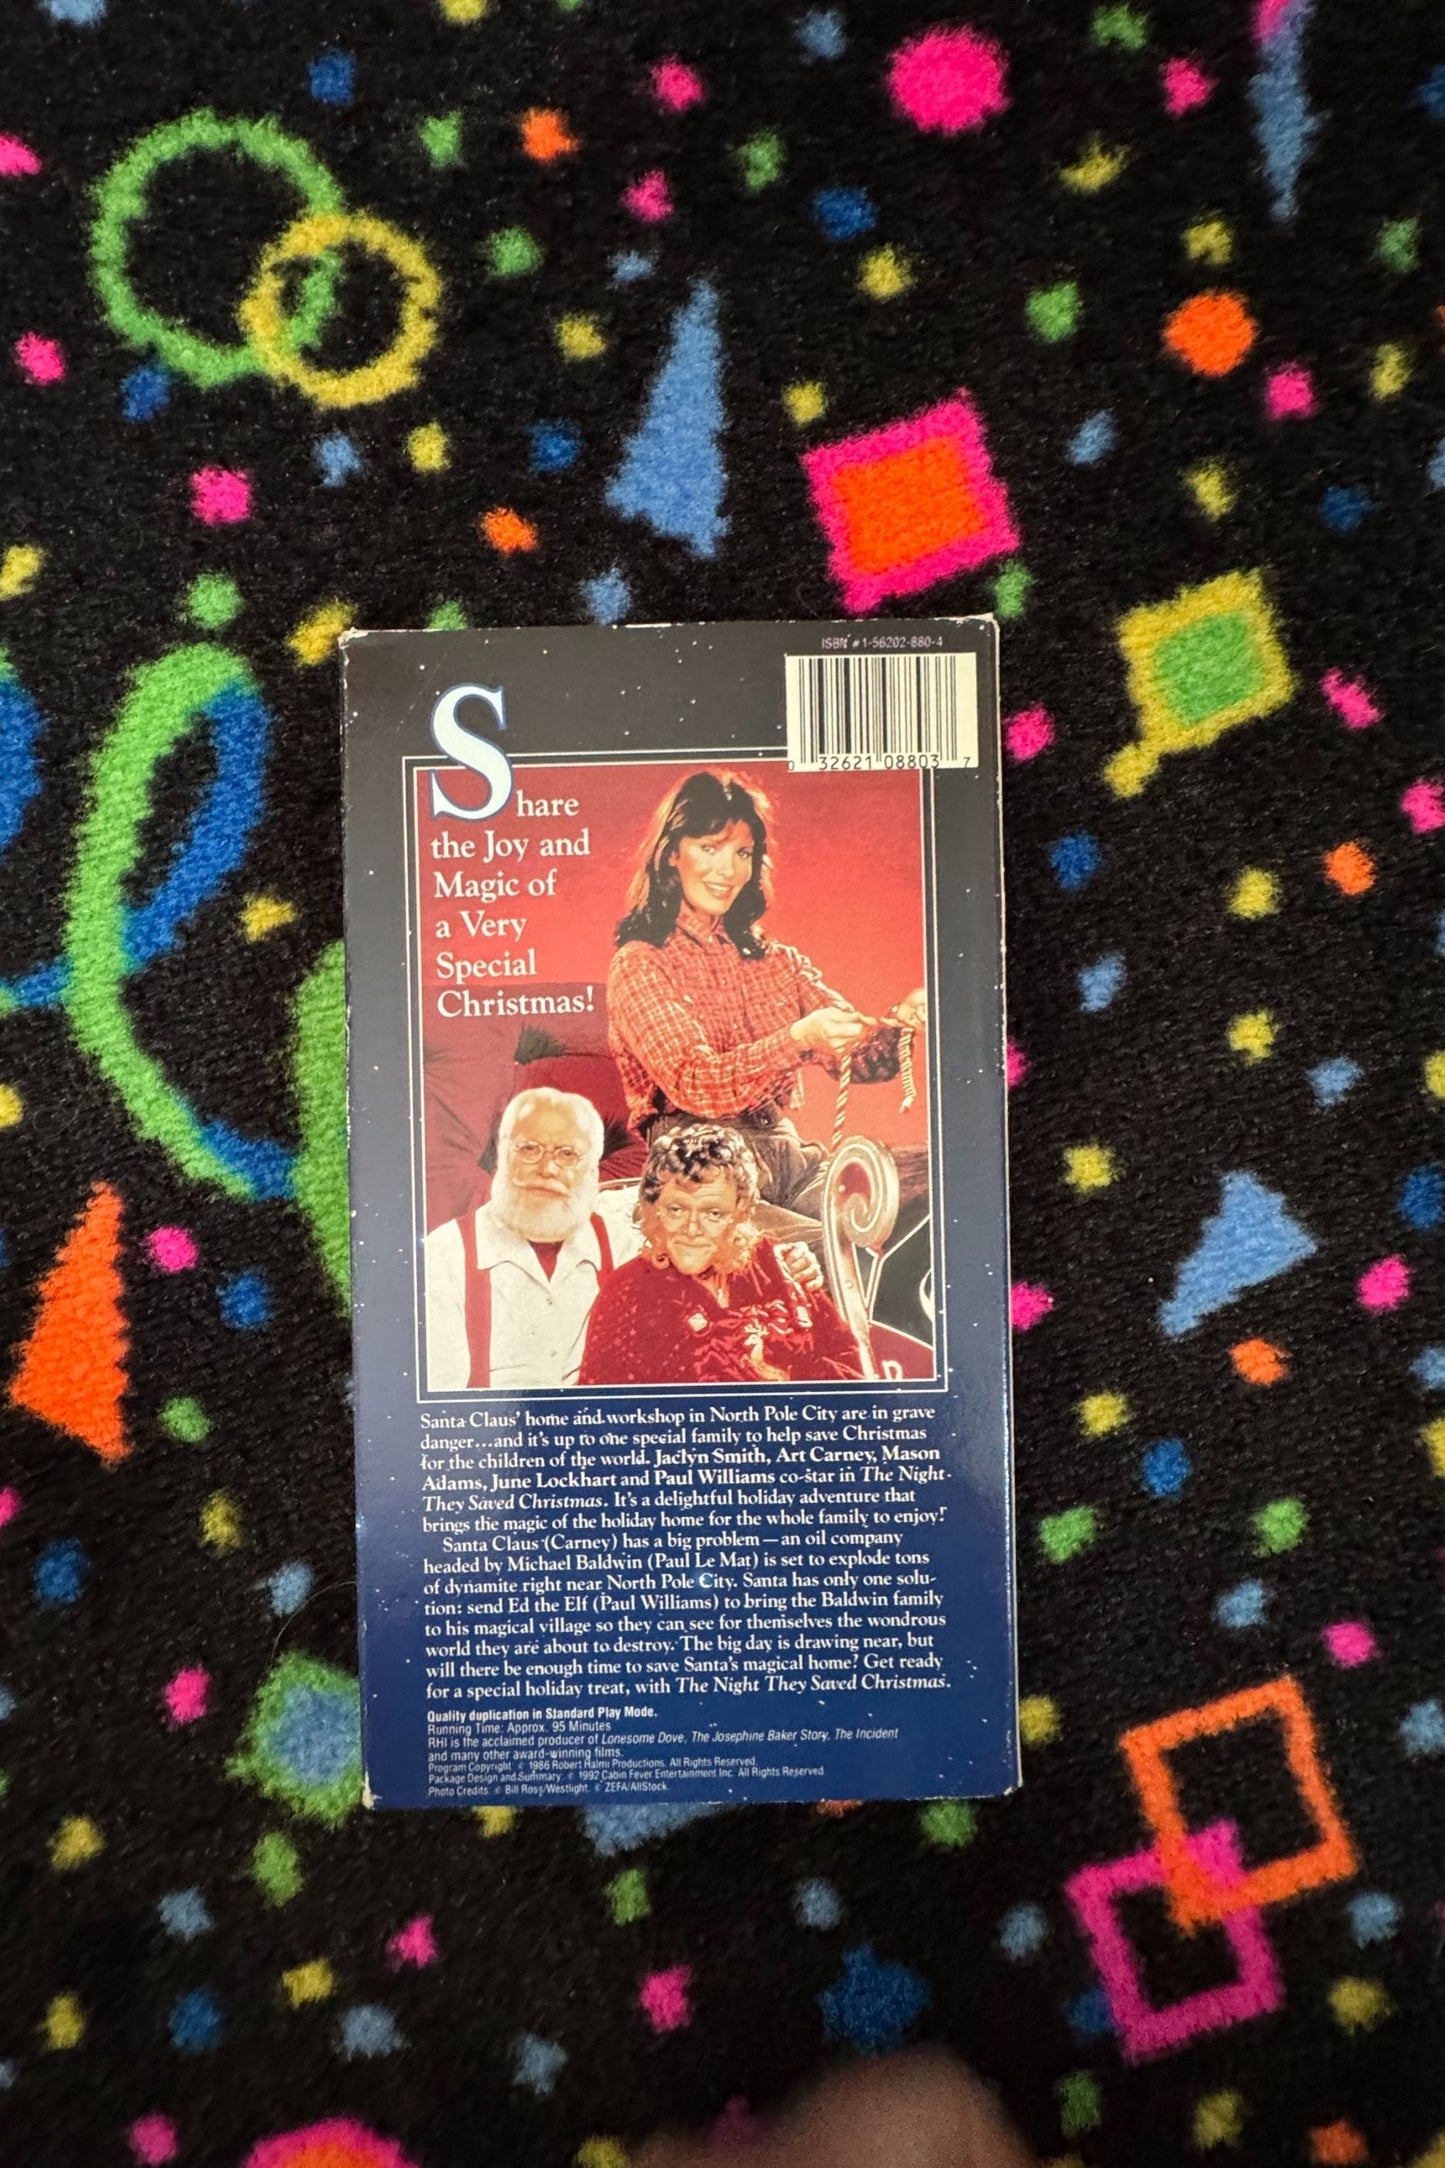 ISBN #1-56202-880-4
0 32621 08803 7
Share
the Joy and
Magic of
a Very
Special
Christmas!
Santa Claus' home and workshop in North Pole City are in grave
danger...and it's up to one special family to help save Christmas
for the children of the world. Jaclyn Smith, Art Carney, Mason
Adams, June Lockhart and Paul Williams co-star in The Night
They Saved Christmas. It's a delightful holiday adventure that
brings the magic of the holiday home for the whole family to enjoy!
Santa Claus (Carney) has a big problem—an oil company
headed by Michael Baldwin (Paul Le Mat) is set to explode tons
of dynamite right near North Pole City. Santa has only one solu-
tion: send Ed the Elf (Paul Williams) to bring the Baldwin family
to his magical village so they can see for themselves the wondrous
world they are about to destroy. The big day is drawing near, but
will there be enough time to save Santa's magical home? Get ready
for a special holiday treat, with The Night They Saved Christmas.
Quality duplication in Standard Play Mode.
Running Time: Approx. 95 Minutes
RHI is the acclaimed producer of Lonesome Dove, The Josephine Baker Story, The Incident
and many other award-winning films.
Program Copyright © 1986 Robert Halmi Productions. All Rights Reserved.
Package Design and Summary © 1992 Cabin Fever Entertainment Inc. All Rights Reserved
Photo Credits: © Bill Ross/Westlight, © ZEFA/AllStock.